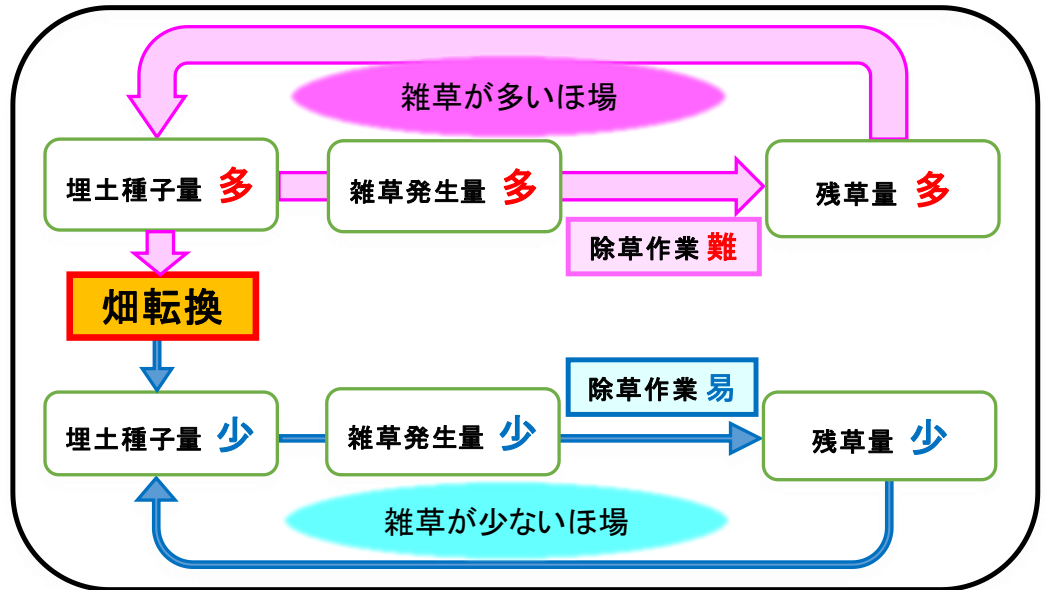 雑草が多いほ場
埋土種子量 多
雑草発生量 多
残草量 多
除草作業 難
畑転換
除草作業 易
埋土種子量 少
雑草発生量 少
残草量 少
雑草が少ないほ場